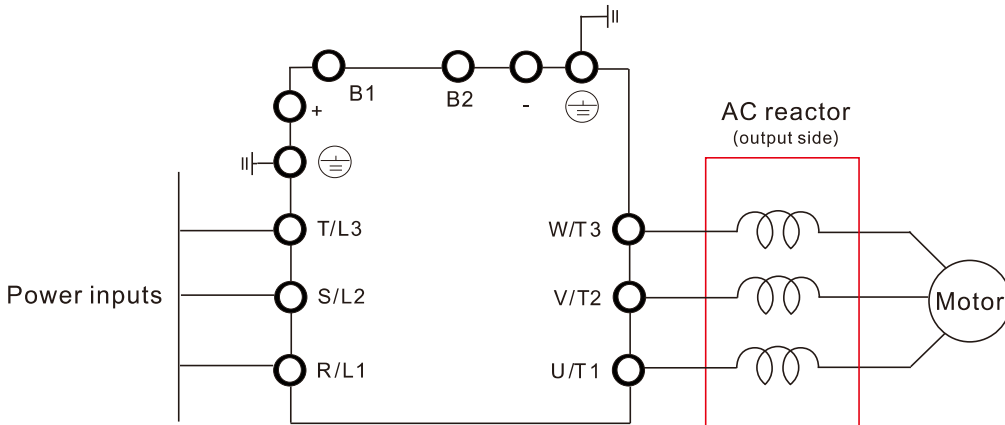 B1
B2
-
+
AC reactor
(output side)
T/L3
W/T3
Power inputs
S/L2
V/T2
Motor
R/L1
U/T1